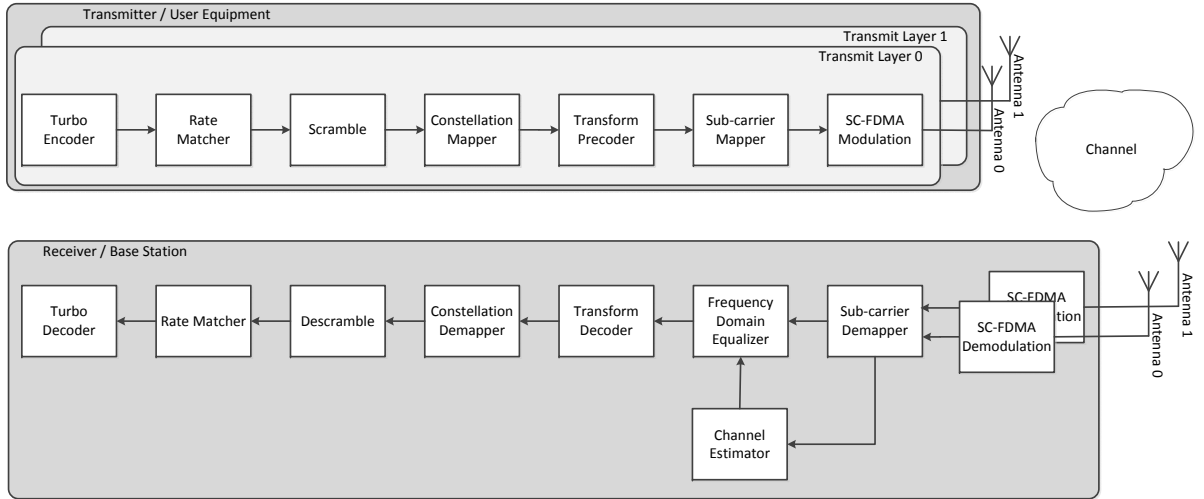 Transmitter / User Equipment
Transmit Layer 1
Transmit Layer 0
Turbo
Encoder
Rate
Matcher
Scramble
Constellation
Mapper
Transform
Precoder
Sub-carrier
Mapper
SC-FDMA
Modulation
Antenna 1
Antenna 0
Channel
Receiver / Base Station
Turbo
Decoder
Rate Matcher
Descramble
Constellation
Demapper
Transform
Decoder
Frequency
Domain
Equalizer
Sub-carrier
Demapper
SC-FDMA
SC-FDMA
Demodulation
Antenna 1
Antenna 0
Channel
Estimator